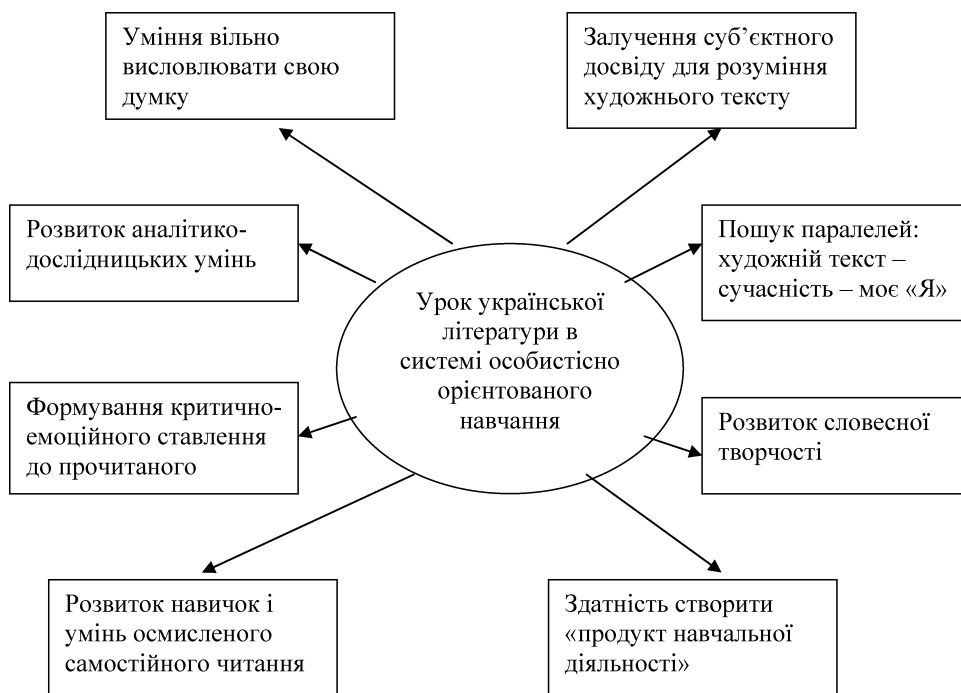 Уміння вільно
висловлювати свою
думку
Залучення суб’єктного
досвіду для розуміння
художнього тексту
Розвиток аналітико-
дослідницьких умінь
Пошук паралелей:
художній текст –
сучасність – моє «Я»
Урок української
літератури в
системі особистісно
орієнтованого
навчання
Формування критично-
емоційного ставлення
до прочитаного
Розвиток словесної
творчості
Розвиток навичок і
умінь осмисленого
самостійного читання
Здатність створити
«продукт навчальної
діяльності»